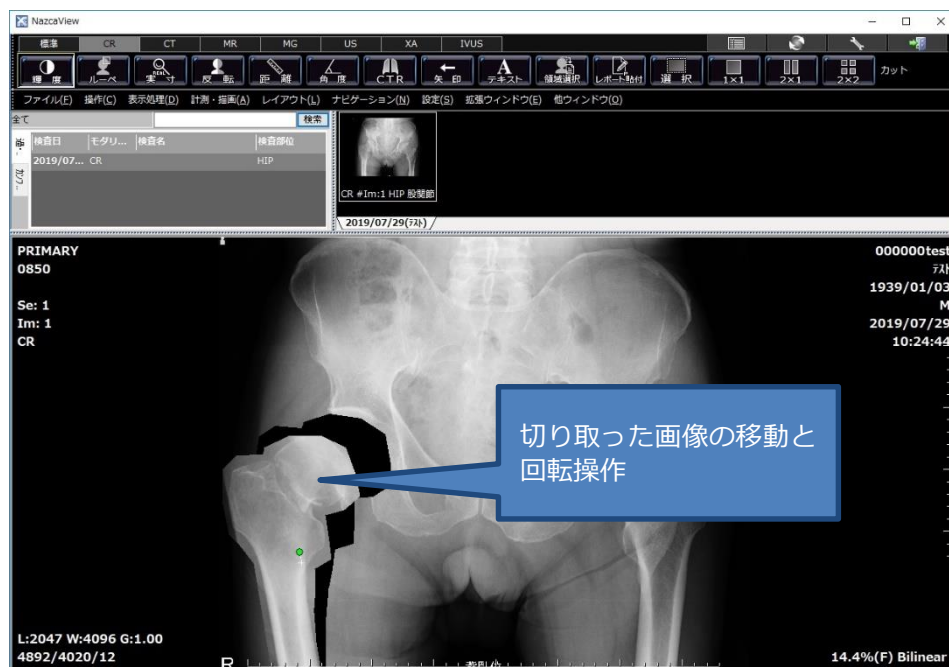 NazcaView
標準 CR CT MR MG US XA IVUS
輝度 ルーペ 実寸 反転 距離 角度 CTR 矢印 テキスト 領域選択 レポート貼付 選択 1×1 2×1 2×2 カット
ファイル(F) 操作(C) 表示処理(D) 計測・描画(A) レイアウト(L) ナビゲーション(N) 設定(S) 拡張ウィンドウ(E) 他ウィンドウ(O)
全て 検索
検査日 モダリ... 検査名 検査部位
2019/07... CR HIP
CR #Im:1 HIP 股関節
2019/07/29(テスト)
PRIMARY
0850
Se: 1
Im: 1
CR
000000test
テスト
1939/01/03
M
2019/07/29
10:24:44
切り取った画像の移動と
回転操作
1
L:2047 W:4096 G:1.00
4892/4020/12
R
14.4%(F) Bilinear